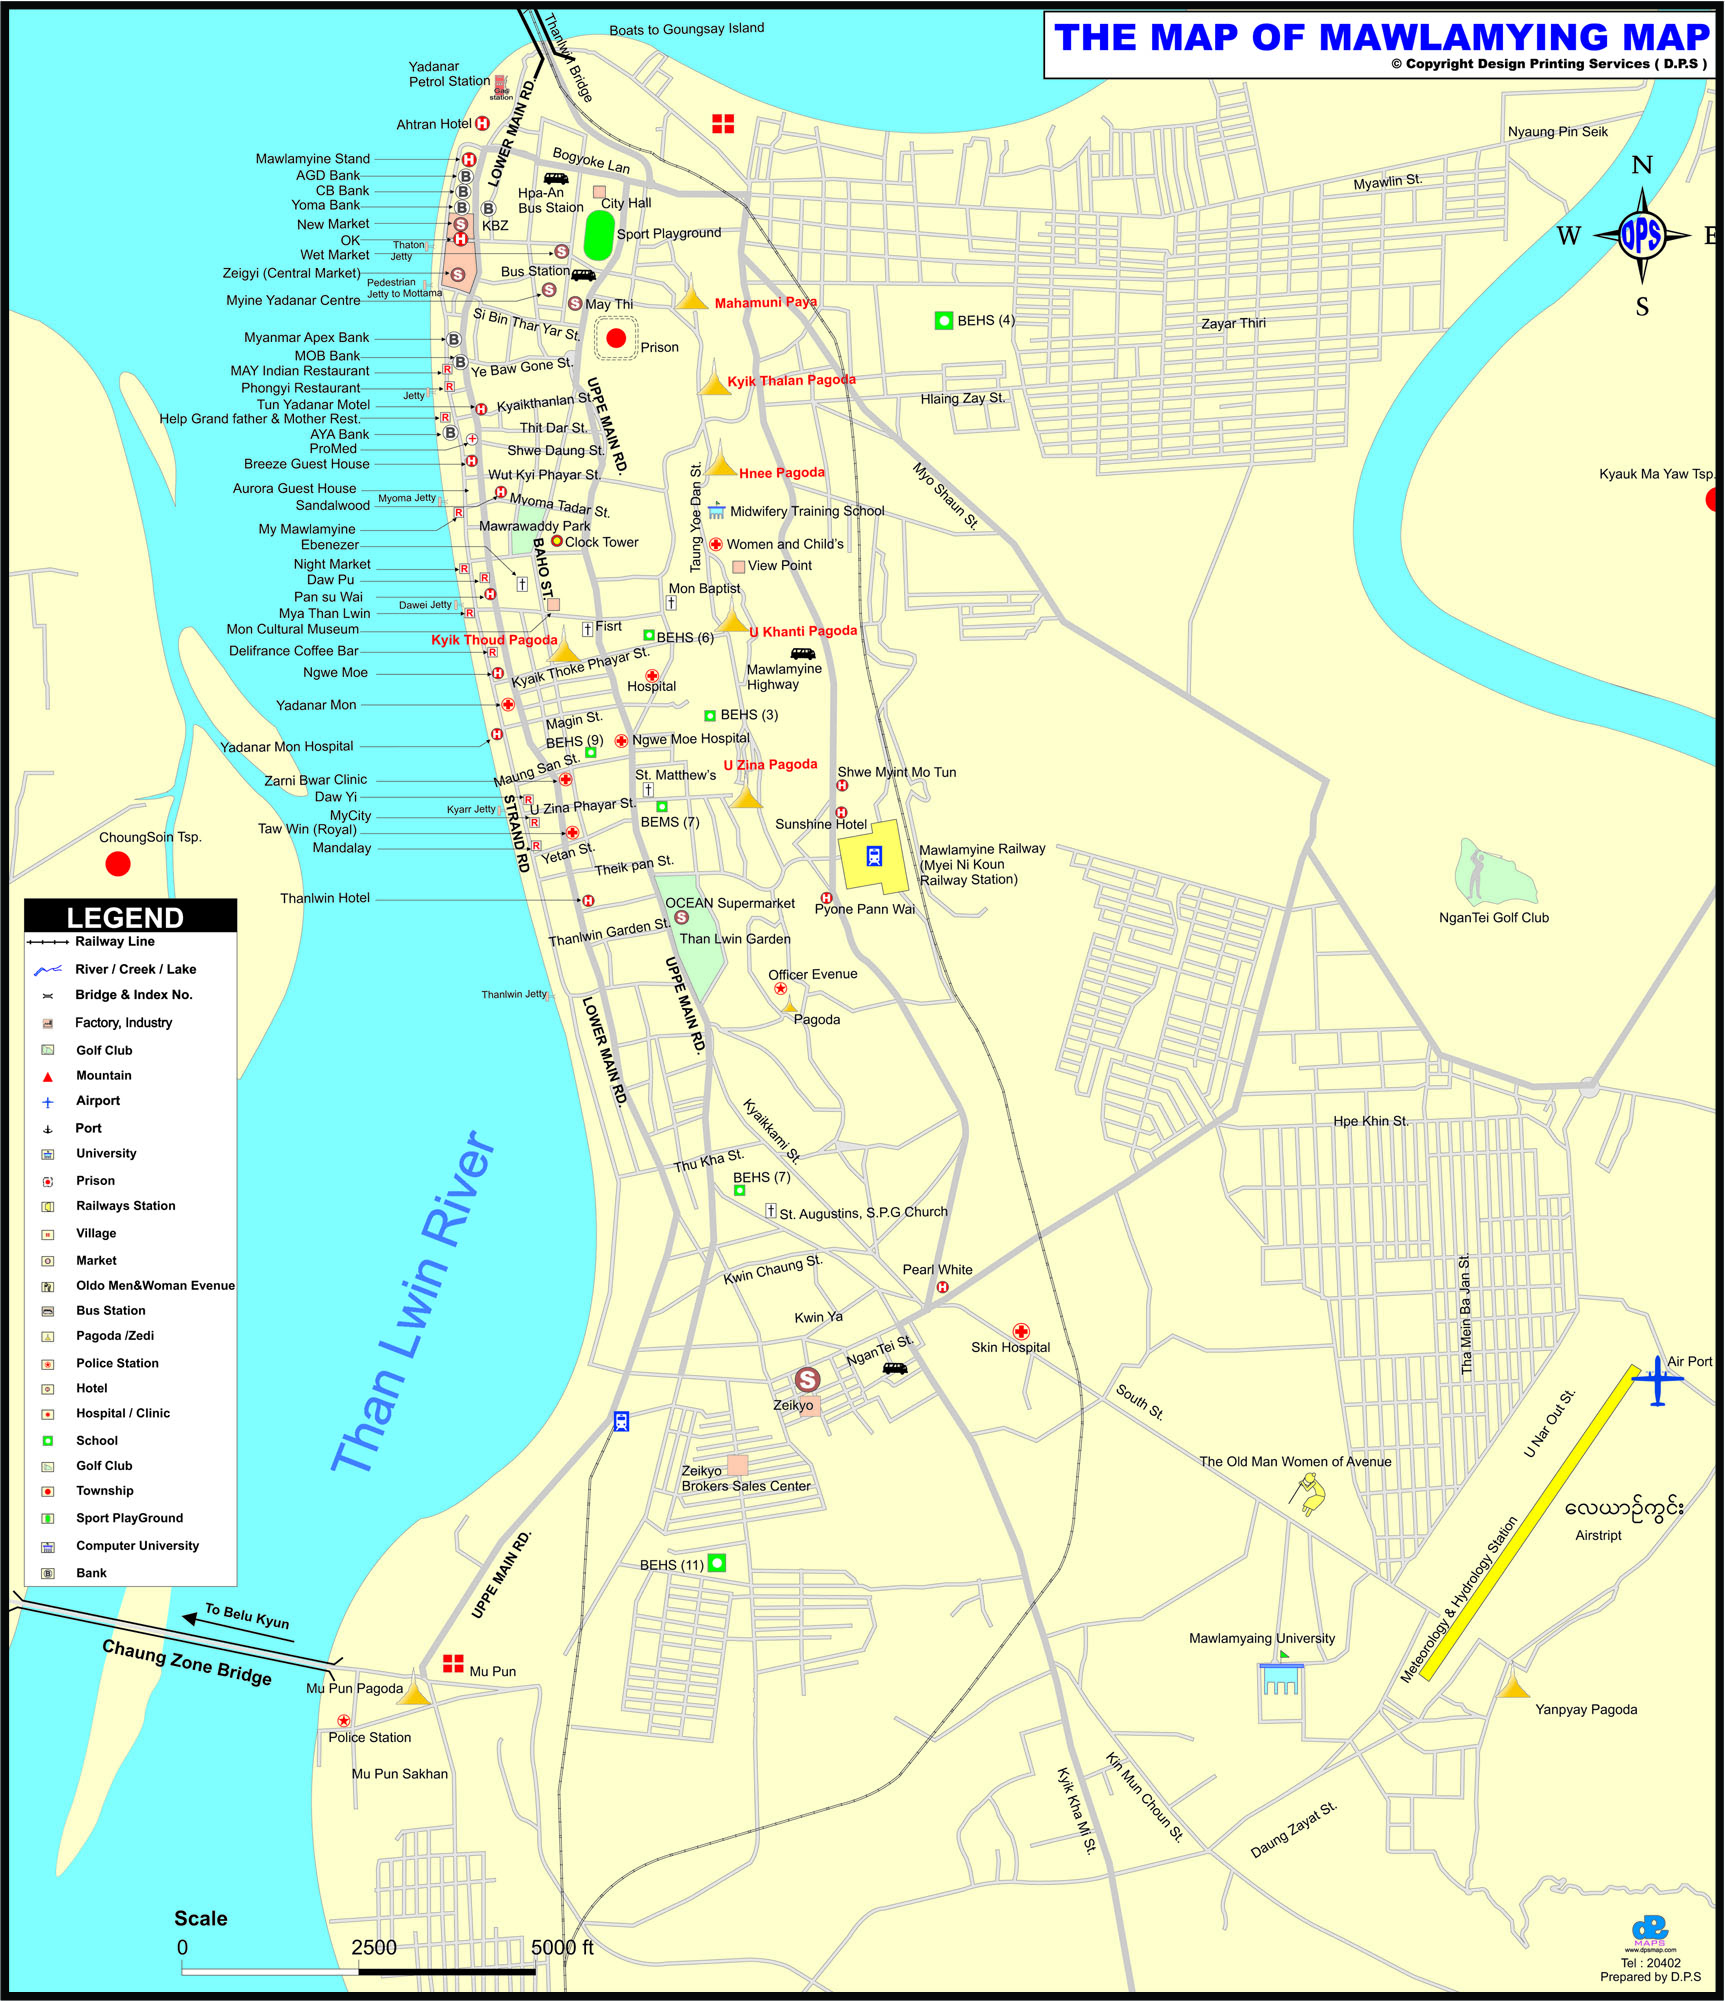 THE MAP OF MAWLAMYING MAP
© Copyright Design Printing Services ( D.P.S )
Boats to Goungsay Island
Thanlwin Bridge
Yadanar
Petrol Station
Gas
station
LOWER MAIN RD.
Ahtran Hotel
Nyaung Pin Seik
N
W
DPS
E
S
Mawlamyine Stand
AGD Bank
CB Bank
Yoma Bank
New Market
OK
Wet Market
Zeigyi (Central Market)
Myine Yadanar Centre
Myanmar Apex Bank
MOB Bank
MAY Indian Restaurant
Phongyi Restaurant
Tun Yadanar Motel
Help Grand father & Mother Rest.
AYA Bank
ProMed
Breeze Guest House
Aurora Guest House
Sandalwood
My Mawlamyine
Ebenezer
Night Market
Daw Pu
Pan su Wai
Mya Than Lwin
Mon Cultural Museum
Delifrance Coffee Bar
Ngwe Moe
Yadanar Mon
Yadanar Mon Hospital
Zarni Bwar Clinic
Daw Yi
MyCity
Taw Win (Royal)
Mandalay
Thanlwin Hotel
Thaton
Jetty
Pedestrian
Jetty to Mottama
Jetty
Myoma Jetty
Dawei Jetty
Kyarr Jetty
Thanlwin Jetty
Bogyoke Lan
Hpa-An
Bus Staion
City Hall
KBZ
Sport Playground
Bus Station
May Thi
Si Bin Thar Yar St.
Prison
Ye Baw Gone St.
UPPE MAIN RD.
Kyaikthanlan St.
Thit Dar St.
Shwe Daung St.
Wut Kyi Phayar St.
Myoma Tadar St.
Mawrawaddy Park
Clock Tower
BAHO ST.
Mahamuni Paya
Kyik Thalan Pagoda
Hnee Pagoda
Taung Yoe Dan St.
Midwifery Training School
Women and Child's
View Point
Mon Baptist
Fisrt
BEHS (6)
U Khanti Pagoda
Kyik Thoud Pagoda
Kyaik Thoke Phayar St.
Hospital
Mawlamyine
Highway
Magin St.
BEHS (3)
BEHS (9)
Ngwe Moe Hospital
Maung San St.
U Zina Pagoda
St. Matthew's
U Zina Phayar St.
BEMS (7)
STRAND RD
Yetan St.
Theik pan St.
Shwe Myint Mo Tun
Sunshine Hotel
Mawlamyine Railway
(Myei Ni Koun
Railway Station)
Pyone Pann Wai
OCEAN Supermarket
Thanlwin Garden St.
Than Lwin Garden
UPPE MAIN RD.
Officer Evenue
Pagoda
LOWER MAIN RD.
Myawlin St.
BEHS (4)
Zayar Thiri
Hlaing Zay St.
Myo Shaun St.
Kyauk Ma Yaw Tsp.
NganTei Golf Club
ChoungSoin Tsp.
LEGEND
Railway Line
River / Creek / Lake
Bridge & Index No.
Factory, Industry
Golf Club
Mountain
Airport
Port
University
Prison
Railways Station
Village
Market
Oldo Men&Woman Evenue
Bus Station
Pagoda /Zedi
Police Station
Hotel
Hospital / Clinic
School
Golf Club
Township
Sport PlayGround
Computer University
Bank
Than Lwin River
Kyaikkami St.
Thu Kha St.
BEHS (7)
St. Augustins, S.P.G Church
Kwin Chaung St.
Pearl White
Kwin Ya
NganTei St.
Skin Hospital
Zeikyo
Zeikyo
Brokers Sales Center
South St.
Hpe Khin St.
Tha Mein Ba Jan St.
Air Port
U Nar Out St.
The Old Man Women of Avenue
လေယာဉ်ကွင်း
Airstript
Meteorology & Hydrology Station
BEHS (11)
UPPE MAIN RD.
To Belu Kyun
Chaung Zone Bridge
Mu Pun
Mu Pun Pagoda
Police Station
Mu Pun Sakhan
Mawlamyaing University
Yanpyay Pagoda
Kyik Kha Mi St.
Kin Mun Choun St.
Daung Zayat St.
Scale
0
2500
5000 ft
MAPS
www.dpsmap.com
Tel : 20402
Prepared by D.P.S